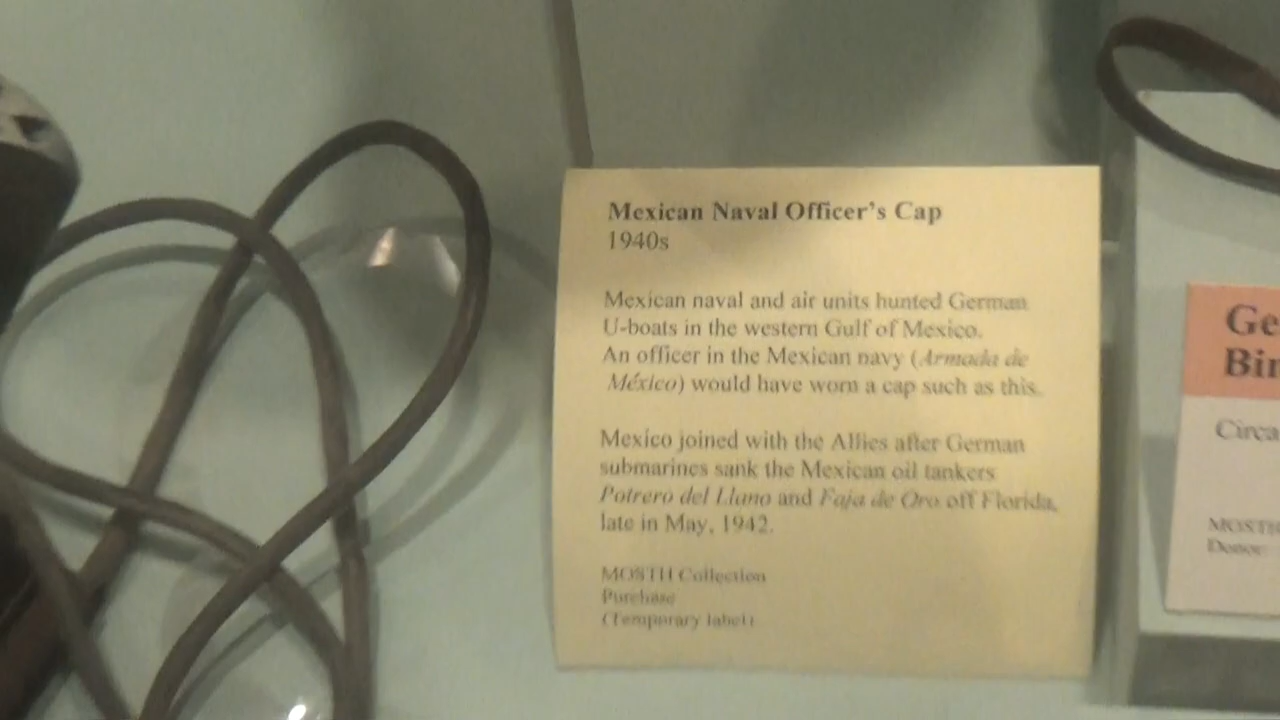 Mexican Naval Officer's Cap
1940s
Mexican naval and air units hunted German
U-boats in the western Gulf of Mexico.
An officer in the Mexican navy (Armada de
México) would have worn a cap such as this.
Mexico joined with the Allies after German
submarines sank the Mexican oil tankers
Potrero del Llano and Faja de Oro off Florida,
late in May, 1942.
MOSTH Collection
Purchase
(Temporary label)
Ge
Bin
Circa
MOSTH
Donor: